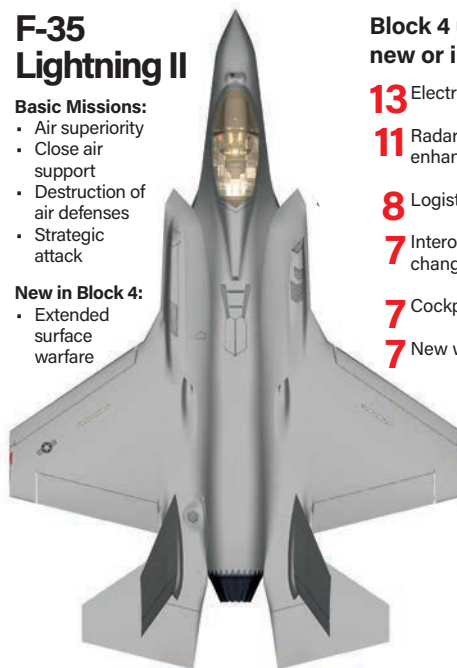 F-35
Lightning II
Basic Missions:
• Air superiority
• Close air
support
• Destruction of
air defenses
• Strategic
attack
New in Block 4:
• Extended
surface
warfare
Block 4
new or i
13 Electr
11 Radar
enhan
8 Logist
7 Intero
chang
7 Cockp
7 New